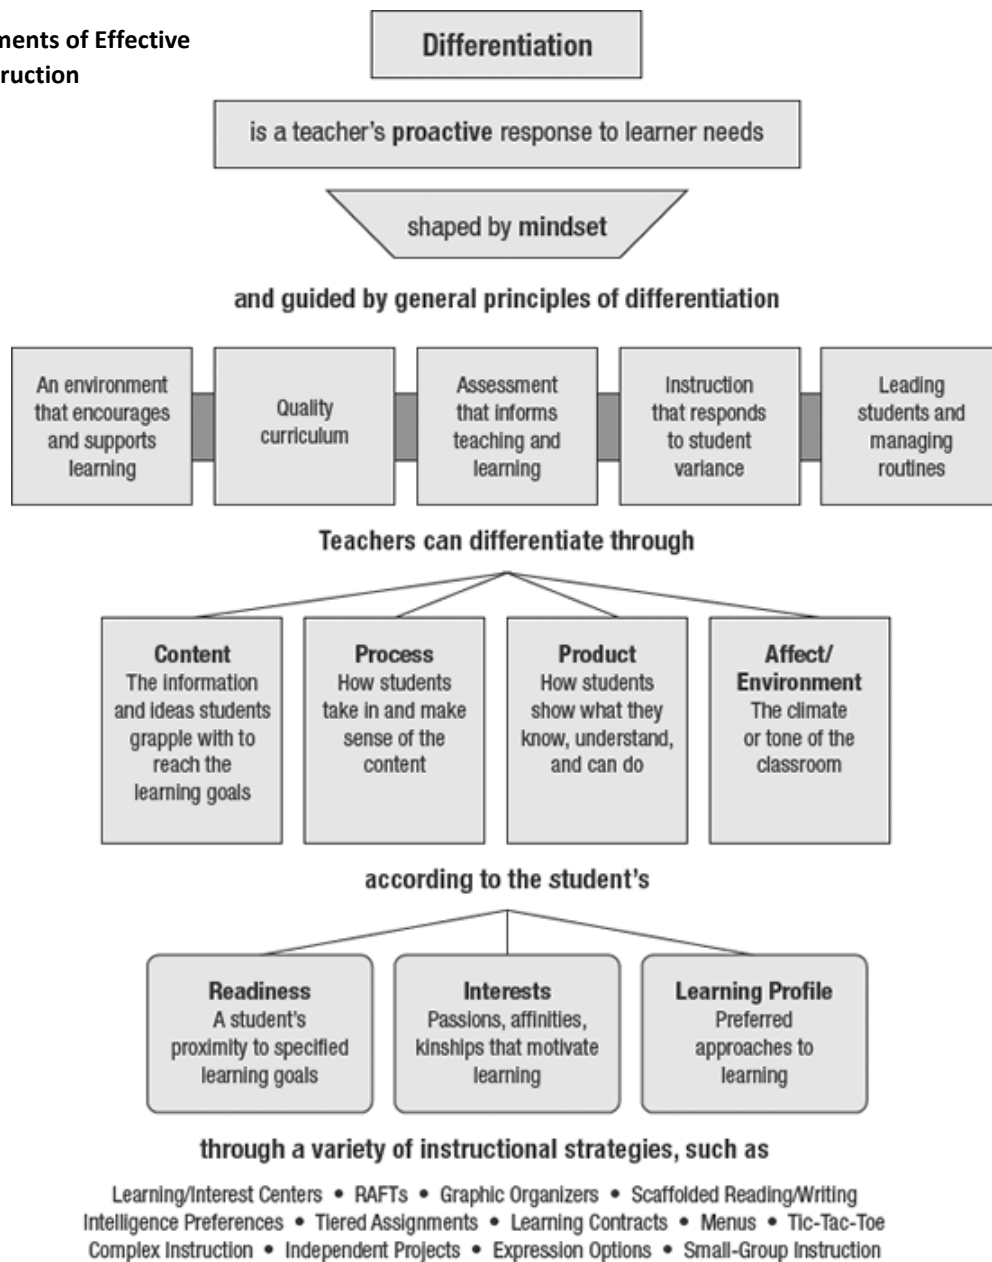 ments of Effective
ruction
Differentiation
is a teacher's proactive response to learner needs
shaped by mindset
and guided by general principles of differentiation
An environment
that encourages
and supports
learning
Quality
curriculum
Assessment
that informs
teaching and
learning
Instruction
that responds
to student
variance
Leading
students and
managing
routines
Teachers can differentiate through
Content
The information
and ideas students
grapple with to
reach the
learning goals
Process
How students
take in and make
sense of the
content
Product
How students
show what they
know, understand,
and can do
Affect/
Environment
The climate
or tone of the
classroom
according to the student's
Readiness
A student's
proximity to specified
learning goals
Interests
Passions, affinities,
kinships that motivate
learning
Learning Profile
Preferred
approaches to
learning
through a variety of instructional strategies, such as
Learning/Interest Centers • RAFTs • Graphic Organizers • Scaffolded Reading/Writing
Intelligence Preferences • Tiered Assignments • Learning Contracts • Menus • Tic-Tac-Toe
Complex Instruction • Independent Projects • Expression Options • Small-Group Instruction